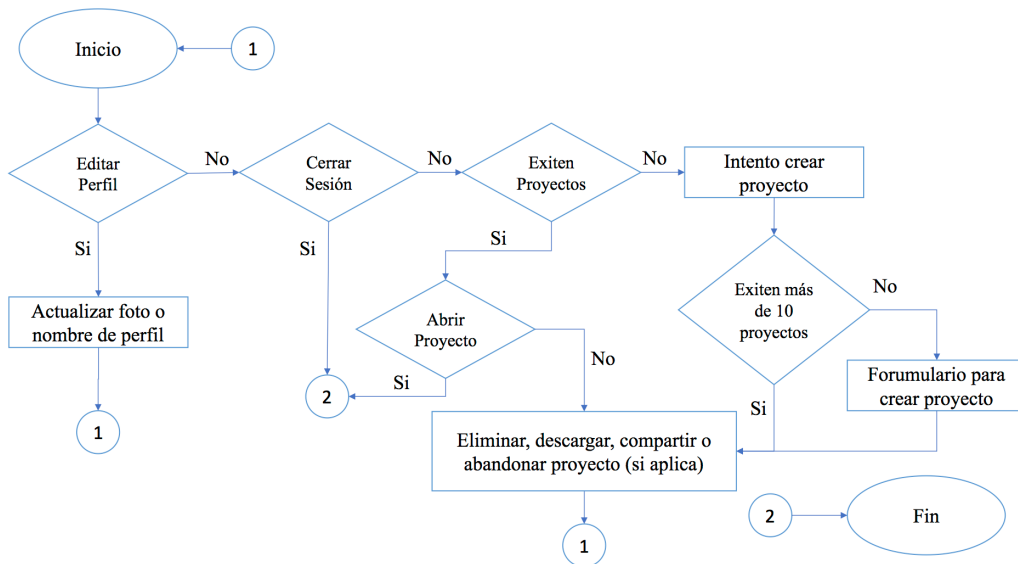 Inicio
1
Editar
Perfil
No
Cerrar
Sesión
No
Exiten
Proyectos
No
Intento crear
proyecto
Si
Si
Si
Actualizar foto o
nombre de perfil
Abrir
Proyecto
No
Exiten más
de 10
proyectos
No
Forumulario para
crear proyecto
Si
2
Si
1
Eliminar, descargar, compartir o
abandonar proyecto (si aplica)
1
2
Fin